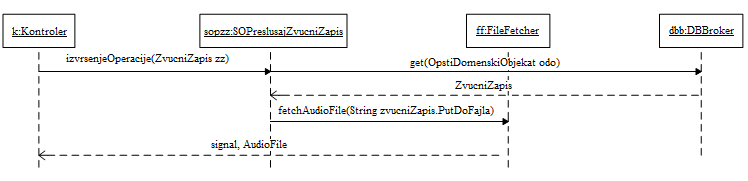 k:Kontroler
sopzz:SOPreslusajZvucniZapis
ff:FileFetcher
dbb:DBBroker
izvrsenjeOperacije(ZvucniZapis zz)
get(OpstiDomenskiObjekat odo)
ZvucniZapis
fetchAudioFile(String zvucniZapis.PutDoFajla)
signal, AudioFile